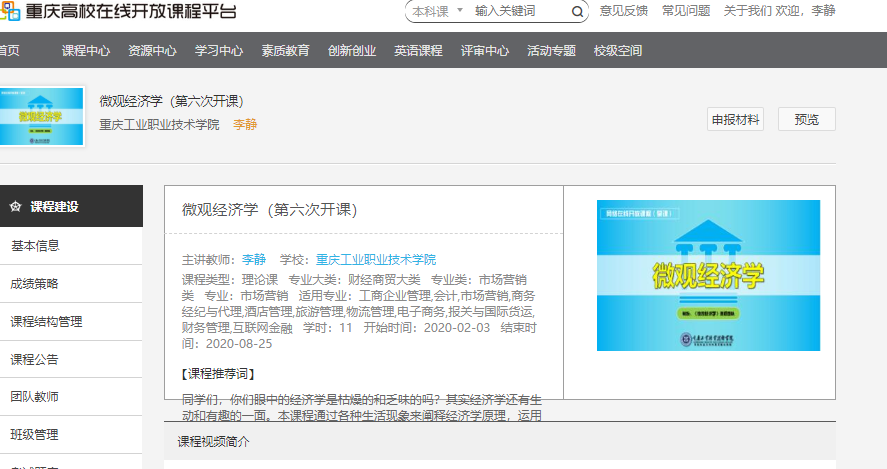 重庆高校在线开放课程平台
本科课 输入关键词 意见反馈 常见问题 关于我们 欢迎，李静
首页 课程中心 资源中心 学习中心 素质教育 创新创业 英语课程 评审中心 活动专题 校级空间
微观经济学（第六次开课）
重庆工业职业技术学院 李静
申报材料 预览
微观经济学
课程建设
基本信息
成绩策略
课程结构管理
课程公告
团队教师
班级管理
微观经济学（第六次开课）
主讲教师：李静 学校：重庆工业职业技术学院
课程类型：理论课 专业大类：财经商贸大类 专业类：市场营销
类 专业：市场营销 适用专业：工商企业管理,会计,市场营销,商务
经纪与代理,酒店管理,旅游管理,物流管理,电子商务,报关与国际货运,
财务管理,互联网金融 学时：11 开始时间：2020-02-03 结束时
间：2020-08-25
【课程推荐词】
同学们，你们眼中的经济学是枯燥的和乏味的吗？其实经济学还有生
动和有趣的一面。本课程通过各种生活现象来阐释经济学原理，运用
微观经济学
课程视频简介